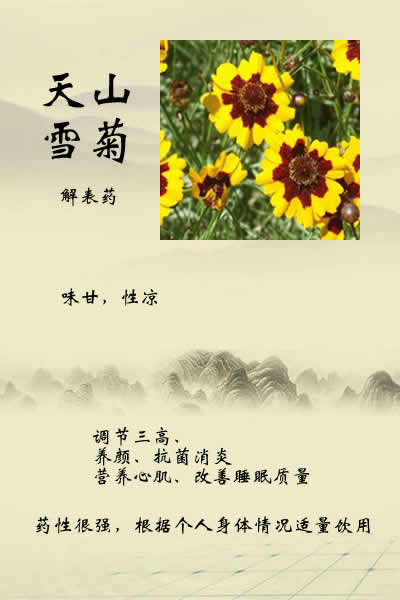 天山
雪菊
解表药
味甘，性凉
调节三高、
养颜、抗菌消炎
营养心肌、改善睡眠质量
药性很强，根据个人身体情况适量饮用